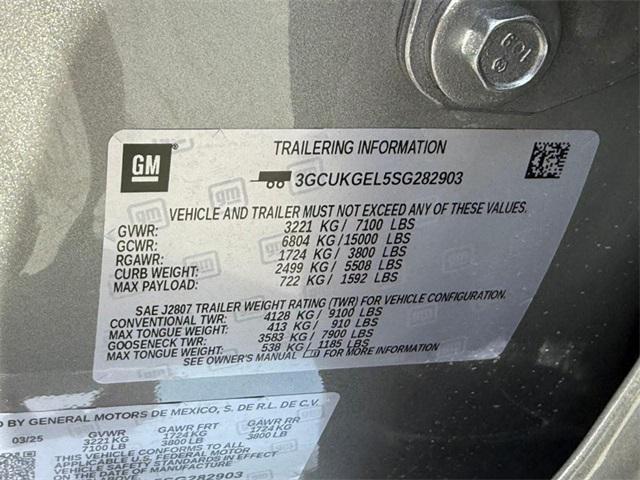 109
GM
TRAILERING INFORMATION
3GCUKGEL5SG282903
VEHICLE AND TRAILER MUST NOT EXCEED ANY OF THESE VALUES.
GVWR: 3221 KG / 7100 LBS
GCWR: 6804 KG/15000 LBS
RGAWR: 1724 KG / 3800 LBS
CURB WEIGHT: 2499 KG / 5508 LBS
MAX PAYLOAD: 722 KG / 1592 LBS
SAE J2807 TRAILER WEIGHT RATING (TWR) FOR VEHICLE CONFIGURATION.
CONVENTIONAL TWR: 4128 KG / 9100 LBS
MAX TONGUE WEIGHT: 413 KG / 910 LBS
GOOSENECK TWR: 3583 KG / 7900 LBS
MAX TONGUE WEIGHT: 538 KG / 1185 LBS
SEE OWNER'S MANUAL FOR MORE INFORMATION
BY GENERAL MOTORS DE MEXICO, S. DE R.L. DE C.V.
03/25 GVWR GAWR FRT GAWR RR
3221 KG 1724 KG 1724 KG
7100 LB 3800 LB 3800 LB
THIS VEHICLE CONFORMS TO ALL
APPLICABLE U.S. FEDERAL MOTOR
VEHICLE SAFETY STANDARDS IN
EFFECT ON THE DATE OF MANUFACTURE
SG282903